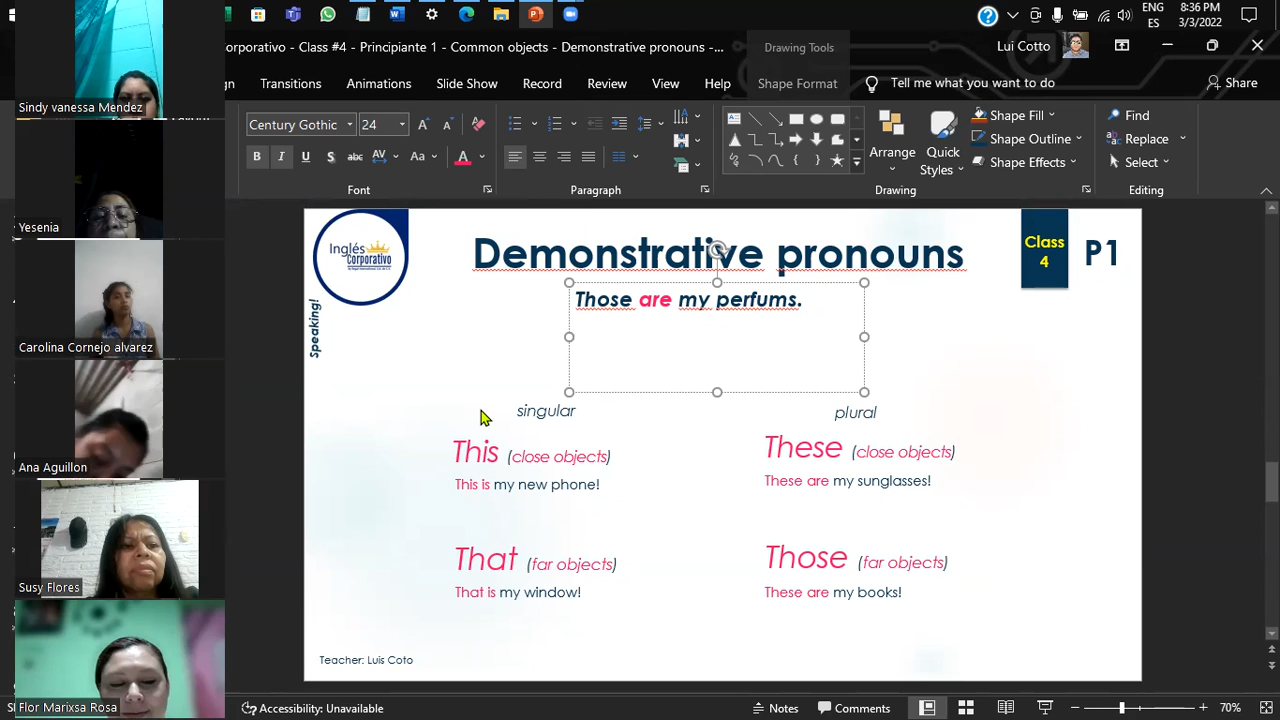 8:36 PM
ENG
ES
3/3/2022
orporativo - Class #4 - Principiante 1 - Common objects - Demonstrative pronouns -...
Drawing Tools
Lui Cotto
gn
Transitions
Animations
Slide Show
Record
Review
View
Help
Shape Format
Tell me what you want to do
Share
Century Gothic
24
Font
Paragraph
Arrange
Quick
Styles
Shape Fill
Shape Outline
Shape Effects
Drawing
Find
Replace
Select
Editing
Sindy vanessa Mendez
Yesenia
Carolina Cornejo alvarez
Ana Aguillon
Susy Flores
Flor Marixsa Rosa
Inglés
Corporativo
Demonstrative pronouns
Class
4
P1
Speaking!
Those are my perfums.
singular
plural
This (close objects)
This is my new phone!
These (close objects)
These are my sunglasses!
That (far objects)
That is my window!
Those (far objects)
These are my books!
Teacher: Luis Coto
Accessibility: Unavailable
Notes
Comments
70%